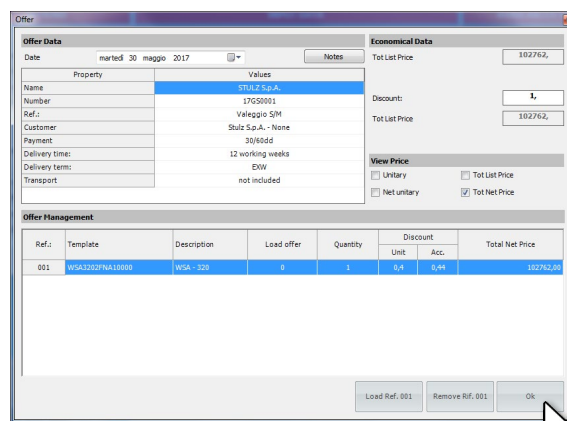 Offer
Offer Data
Date martedì 30 maggio 2017 Notes
Property Values
Name STULZ S.p.A.
Number 17GS0001
Ref.: Valeggio S/M
Customer Stulz S.p.A. - None
Payment 30/60dd
Delivery time: 12 working weeks
Delivery term: EXW
Transport not included
Economical Data
Tot List Price 102762,
Discount: 1,
Tot List Price 102762,
View Price
Unitary Tot List Price
Net unitary Tot Net Price
Offer Management
Ref.: Template Description Load offer Quantity Discount Total Net Price
Unit Acc.
001 WSA3202FNA10000 WSA - 320 0 1 0,4 0,44 102762,00
Load Ref. 001 Remove Rif. 001 Ok